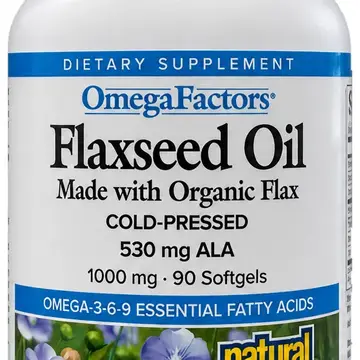 DIETARY SUPPLEMENT
OmegaFactors®
Flaxseed Oil
Made with Organic Flax
COLD-PRESSED
530 mg ALA
1000 mg · 90 Softgels
OMEGA-3-6-9 ESSENTIAL FATTY ACIDS
natural